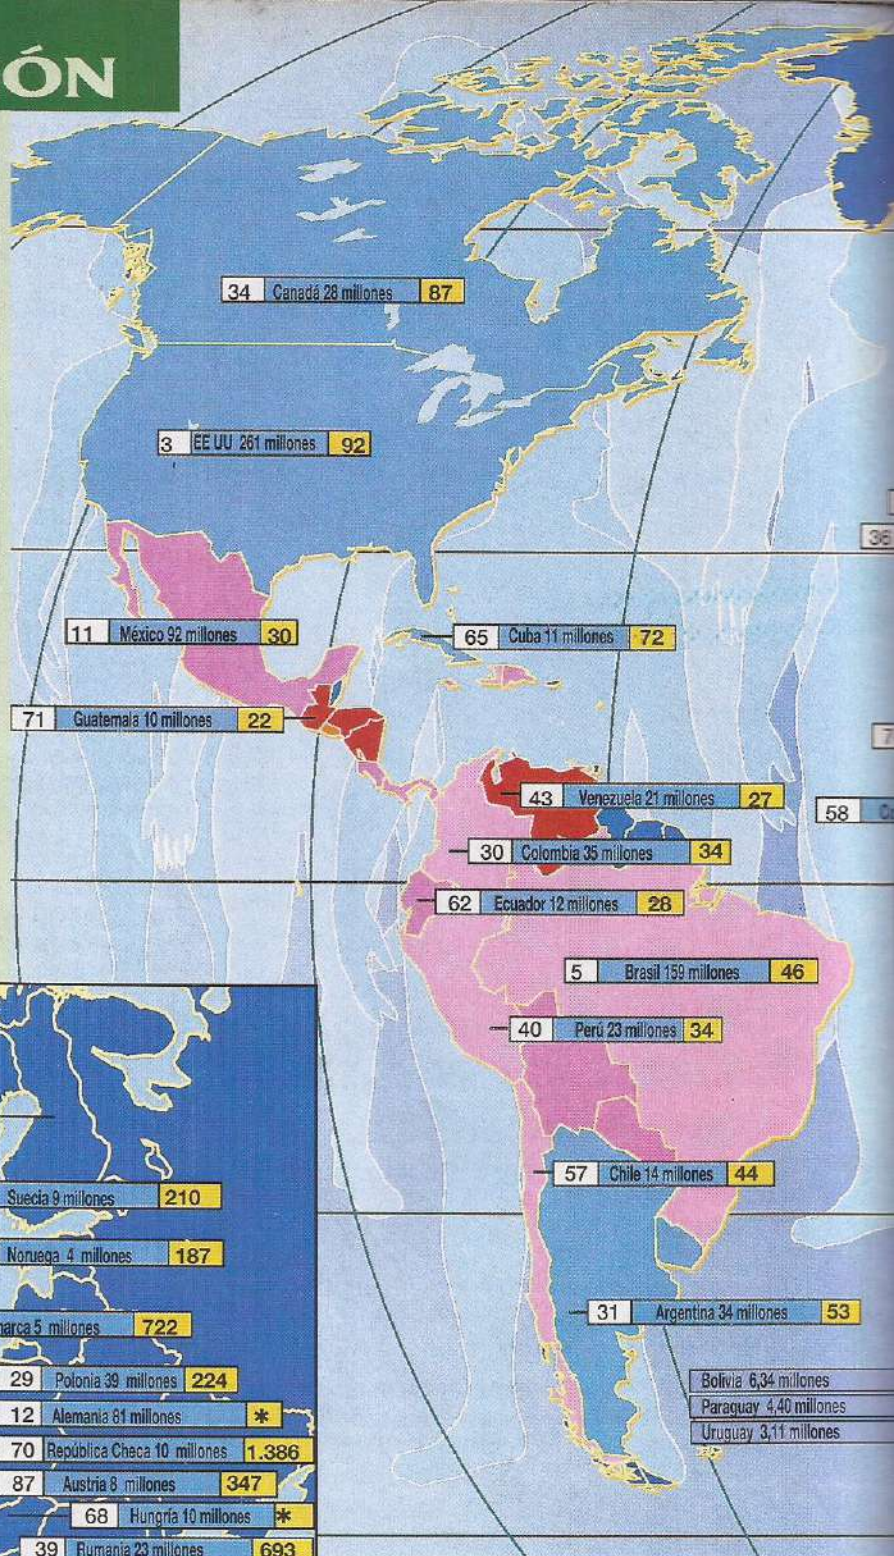 ÓN
34 Canadá 28 millones 87
3 EE UU 261 millones 92
36
11 México 92 millones 30
65 Cuba 11 millones 72
71 Guatemala 10 millones 22
7
43 Venezuela 21 millones 27
58
30 Colombia 35 millones 34
62 Ecuador 12 millones 28
5 Brasil 159 millones 46
40 Perú 23 millones 34
57 Chile 14 millones 44
31 Argentina 34 millones 53
Bolivia 6,34 millones
Paraguay 4,40 millones
Uruguay 3,11 millones
Suecia 9 millones 210
Noruega 4 millones 187
marca 5 millones 722
29 Polonia 39 millones 224
12 Alemania 81 millones *
70 República Checa 10 millones 1.386
87 Austria 8 millones 347
68 Hungría 10 millones *
39 Rumania 23 millones 693